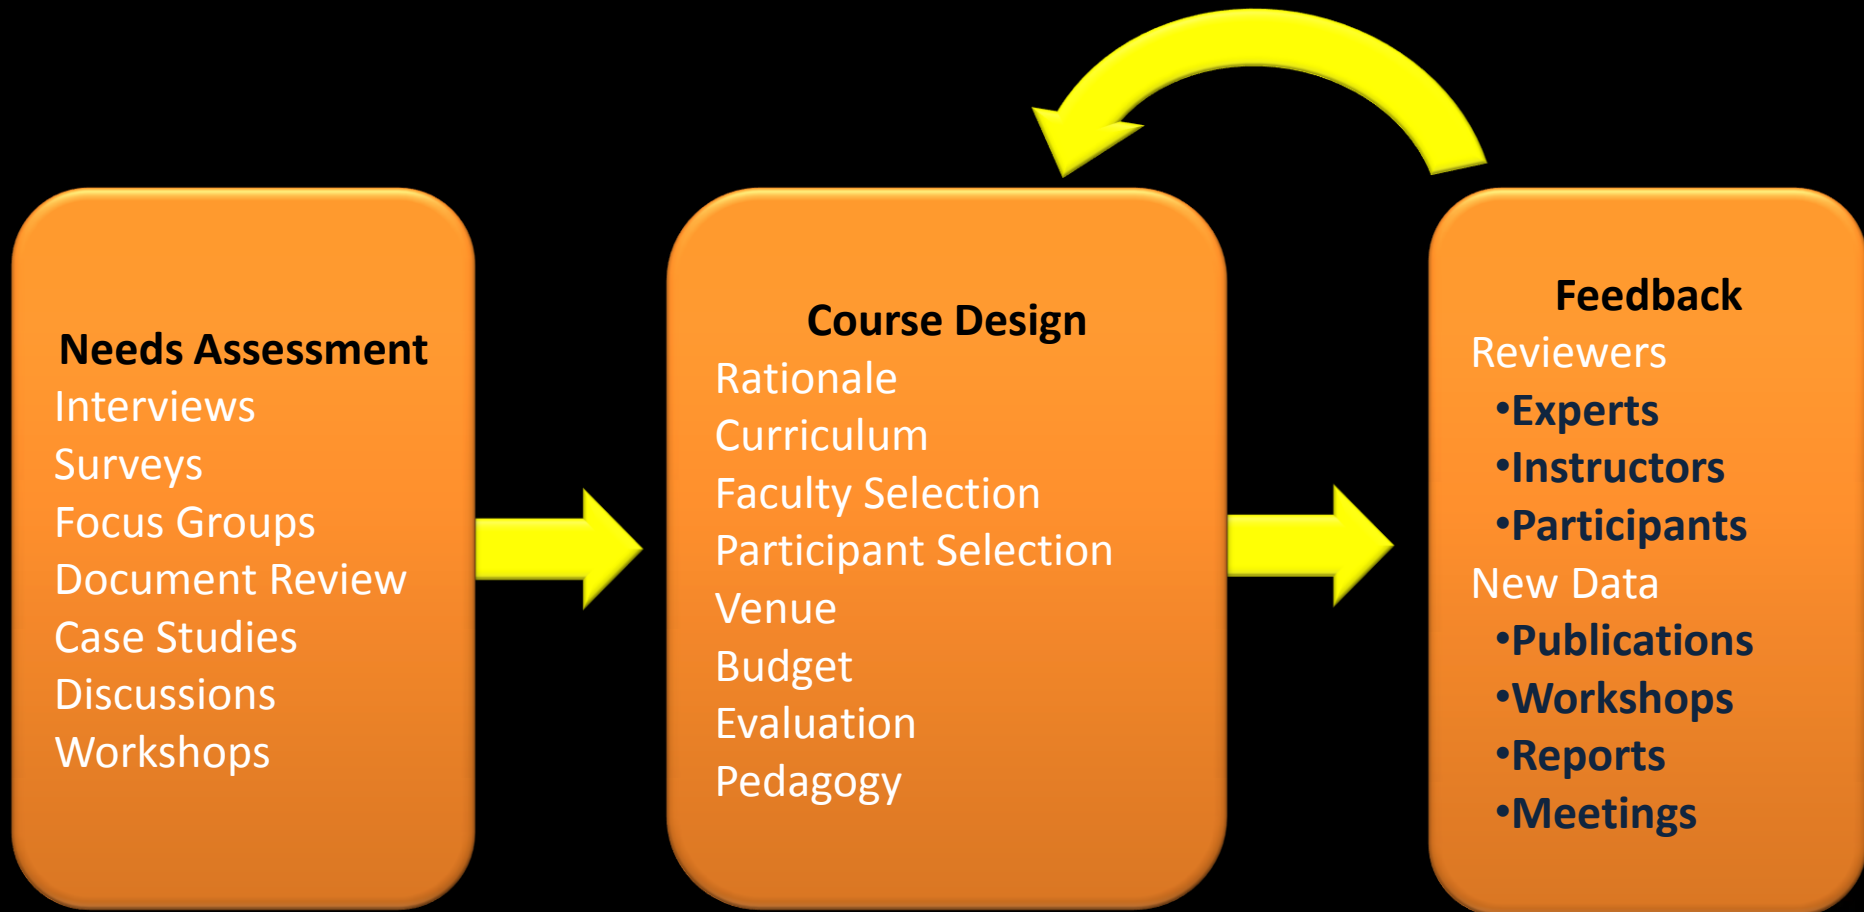 Needs Assessment
Interviews
Surveys
Focus Groups
Document Review
Case Studies
Discussions
Workshops
Course Design
Rationale
Curriculum
Faculty Selection
Participant Selection
Venue
Budget
Evaluation
Pedagogy
Feedback
Reviewers
•Experts
•Instructors
•Participants
New Data
•Publications
•Workshops
•Reports
•Meetings